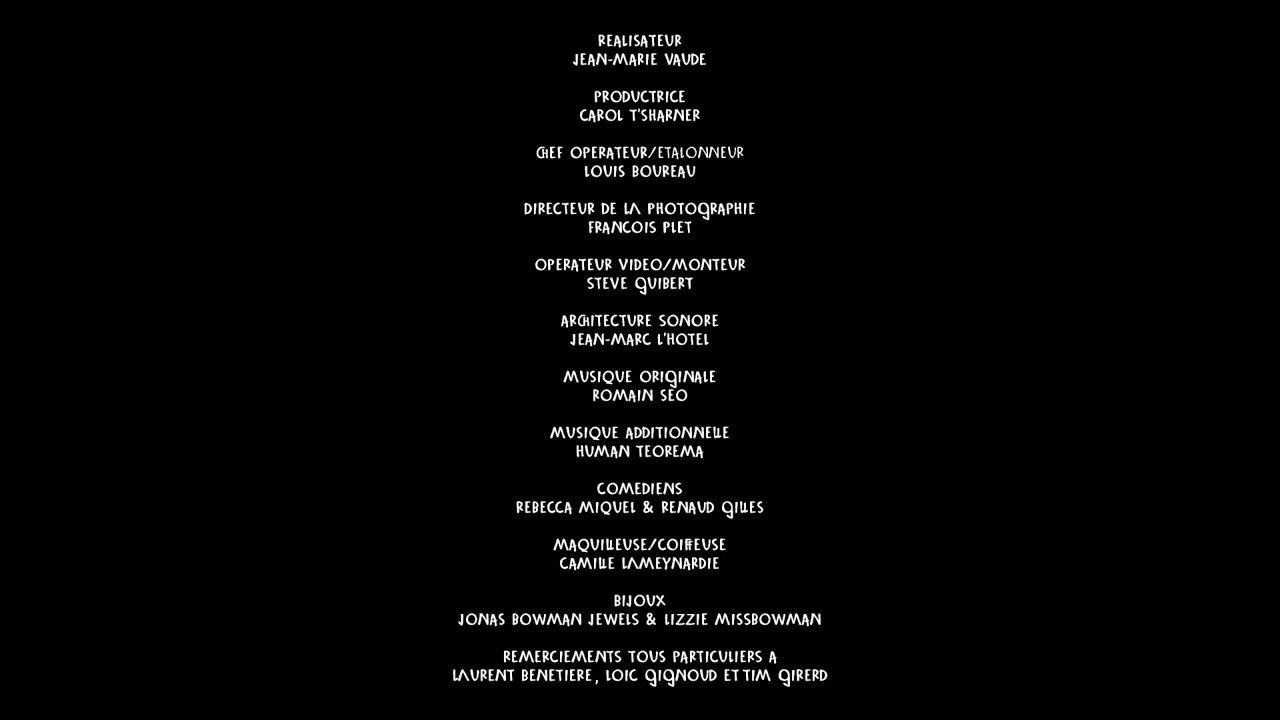 REALISATEUR
JEAN-MARIE VAUDE
PRODUCTRICE
CAROL T'SHARNER
CHEF OPERATEUR/ETALONNEUR
LOUIS BOUREAU
DIRECTEUR DE LA PHOTOGRAPHIE
FRANCOIS PLET
OPERATEUR VIDEO/MONTEUR
STEVE GUIBERT
ARCHITECTURE SONORE
JEAN-MARC L'HOTEL
MUSIQUE ORIGINALE
ROMAIN SEO
MUSIQUE ADDITIONNELLE
HUMAN TEOREMA
COMEDIENS
REBECCA MIQUEL & RENAUD GILLES
MAQUILLEUSE/COIFFEUSE
CAMILLE LAMEYNARDIE
BIJOUX
JONAS BOWMAN JEWELS & LIZZIE MISSBOWMAN
REMERCIEMENTS TOUS PARTICULIERS A
LAURENT BENETIERE, LOIC GIGNOUD ET TIM GIRERD